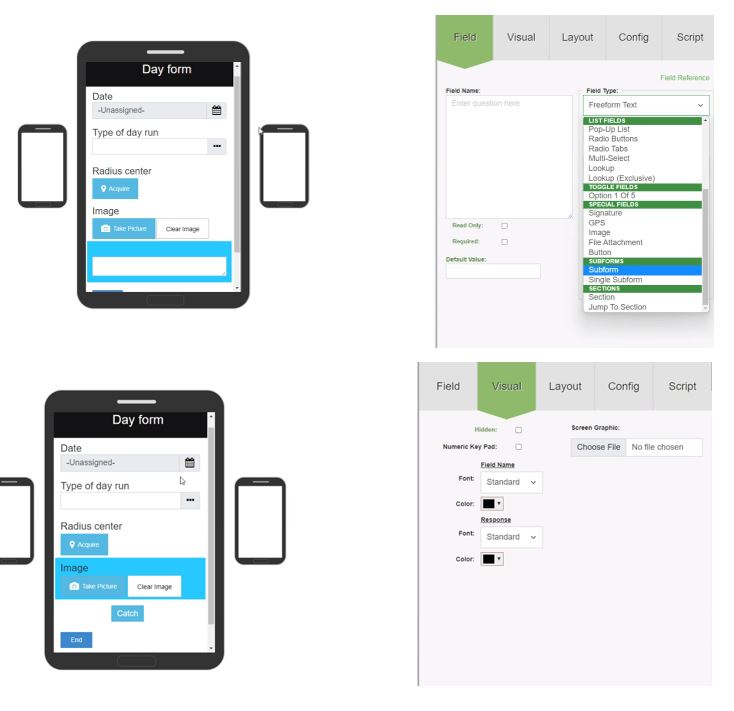 Day form
Date
-Unassigned-
Type of day run
•••
Radius center
Acquire
Image
Take Picture
Clear Image
Field Visual Layout Config Script
Field Reference
Field Name:
Enter question here
Read Only:
Required:
Default Value:
Field Type:
Freeform Text
LIST FIELDS
Pop-Up List
Radio Buttons
Radio Tabs
Multi-Select
Lookup
Lookup (Exclusive)
TOGGLE FIELDS
Option 1 Of 5
SPECIAL FIELDS
Signature
GPS
Image
File Attachment
Button
SUBFORMS
Subform
Single Subform
SECTIONS
Section
Jump To Section
Day form
Date
-Unassigned-
Type of day run
•••
Radius center
Acquire
Image
Take Picture
Clear Image
Catch
End
Field Visual Layout Config Script
Hidden:
Numeric Key Pad:
Field Name
Font: Standard
Color:
Response
Font: Standard
Color:
Screen Graphic:
Choose File No file chosen